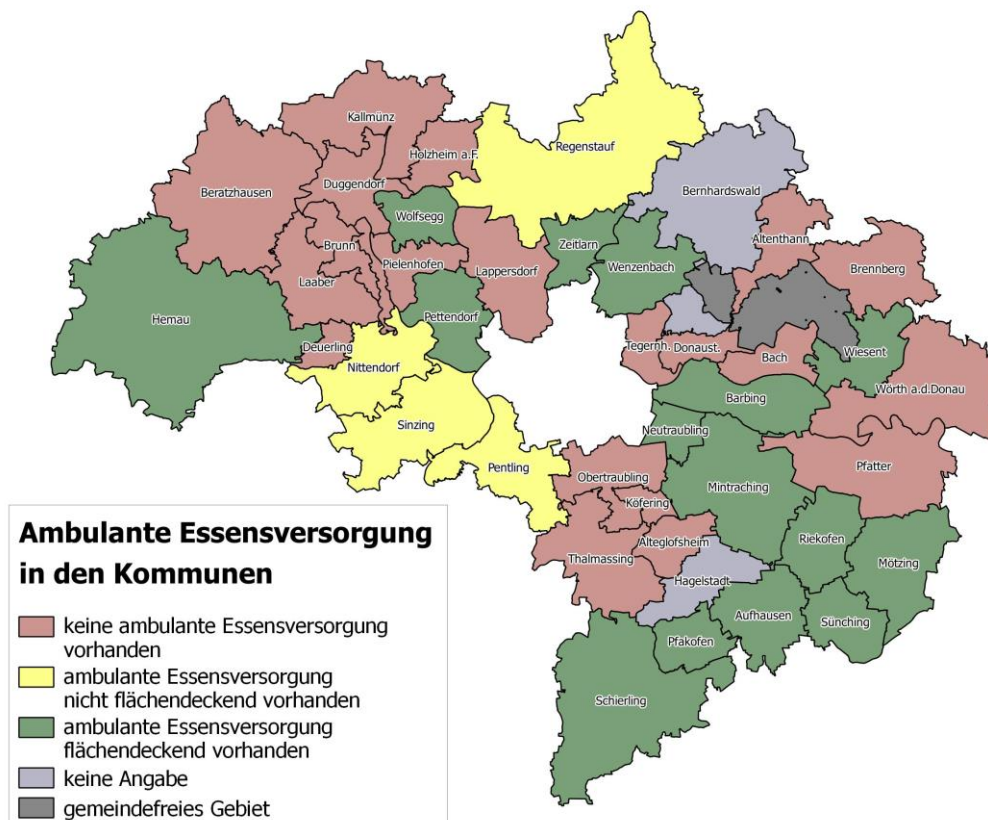 Kallmünz
Holzheim a.F.
Regenstauf
Beratzhausen
Duggendorf
Bernhardswald
Wolfsegg
Altenthann
Brunn
Zeitlarn
Pielenhofen
Wenzenbach
Brennberg
Lappersdorf
Laaber
Hemau
Pettendorf
Deuerling
Tegernh.
Donaust.
Wiesent
Bach
Nittendorf
Wörth a.d.Donau
Barbing
Sinzing
Neutraubling
Pentling
Pfatter
Obertraubling
Mintraching
Köfering
Riekofen
Alteglofsheim
Thalmassing
Mötzing
Hagelstadt
Aufhausen
Sünching
Pfakofen
Schierling
Ambulante Essensversorgung
in den Kommunen
keine ambulante Essensversorgung
vorhanden
ambulante Essensversorgung
nicht flächendeckend vorhanden
ambulante Essensversorgung
flächendeckend vorhanden
keine Angabe
gemeindefreies Gebiet